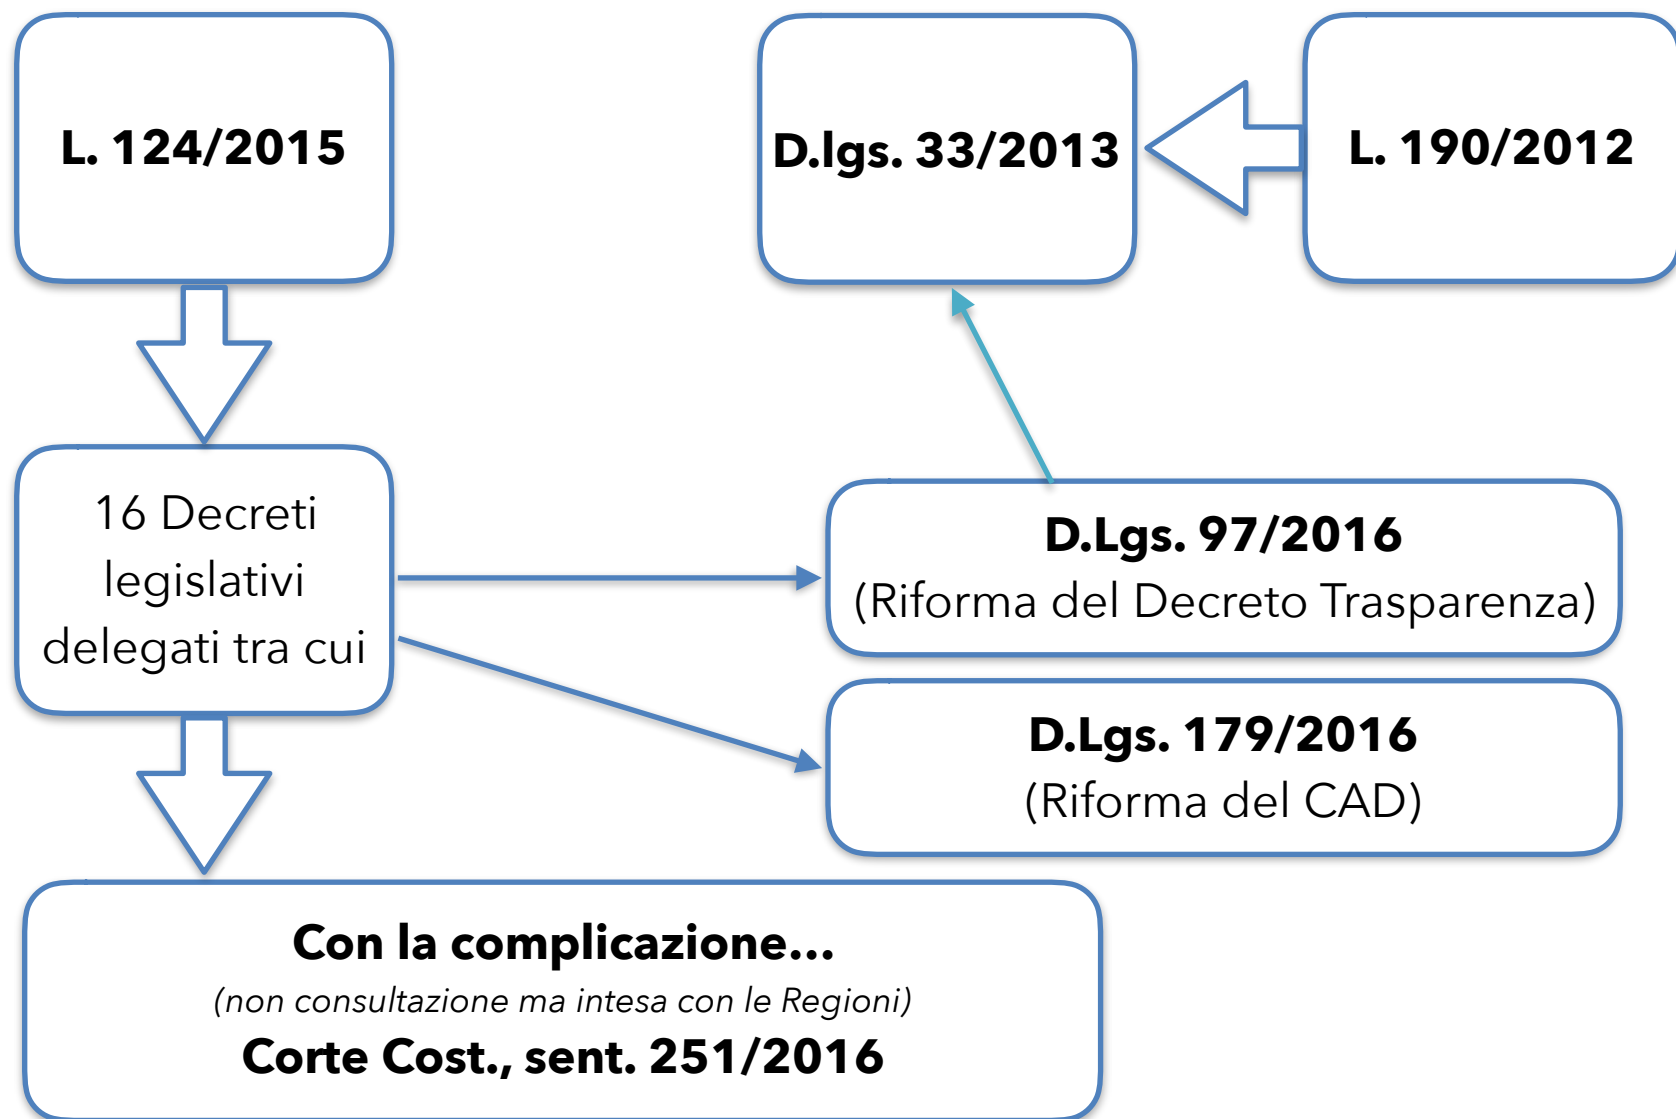 L. 124/2015
D.lgs. 33/2013
L. 190/2012
16 Decreti
legislativi
delegati tra cui
D.Lgs. 97/2016
(Riforma del Decreto Trasparenza)
D.Lgs. 179/2016
(Riforma del CAD)
Con la complicazione...
(non consultazione ma intesa con le Regioni)
Corte Cost., sent. 251/2016